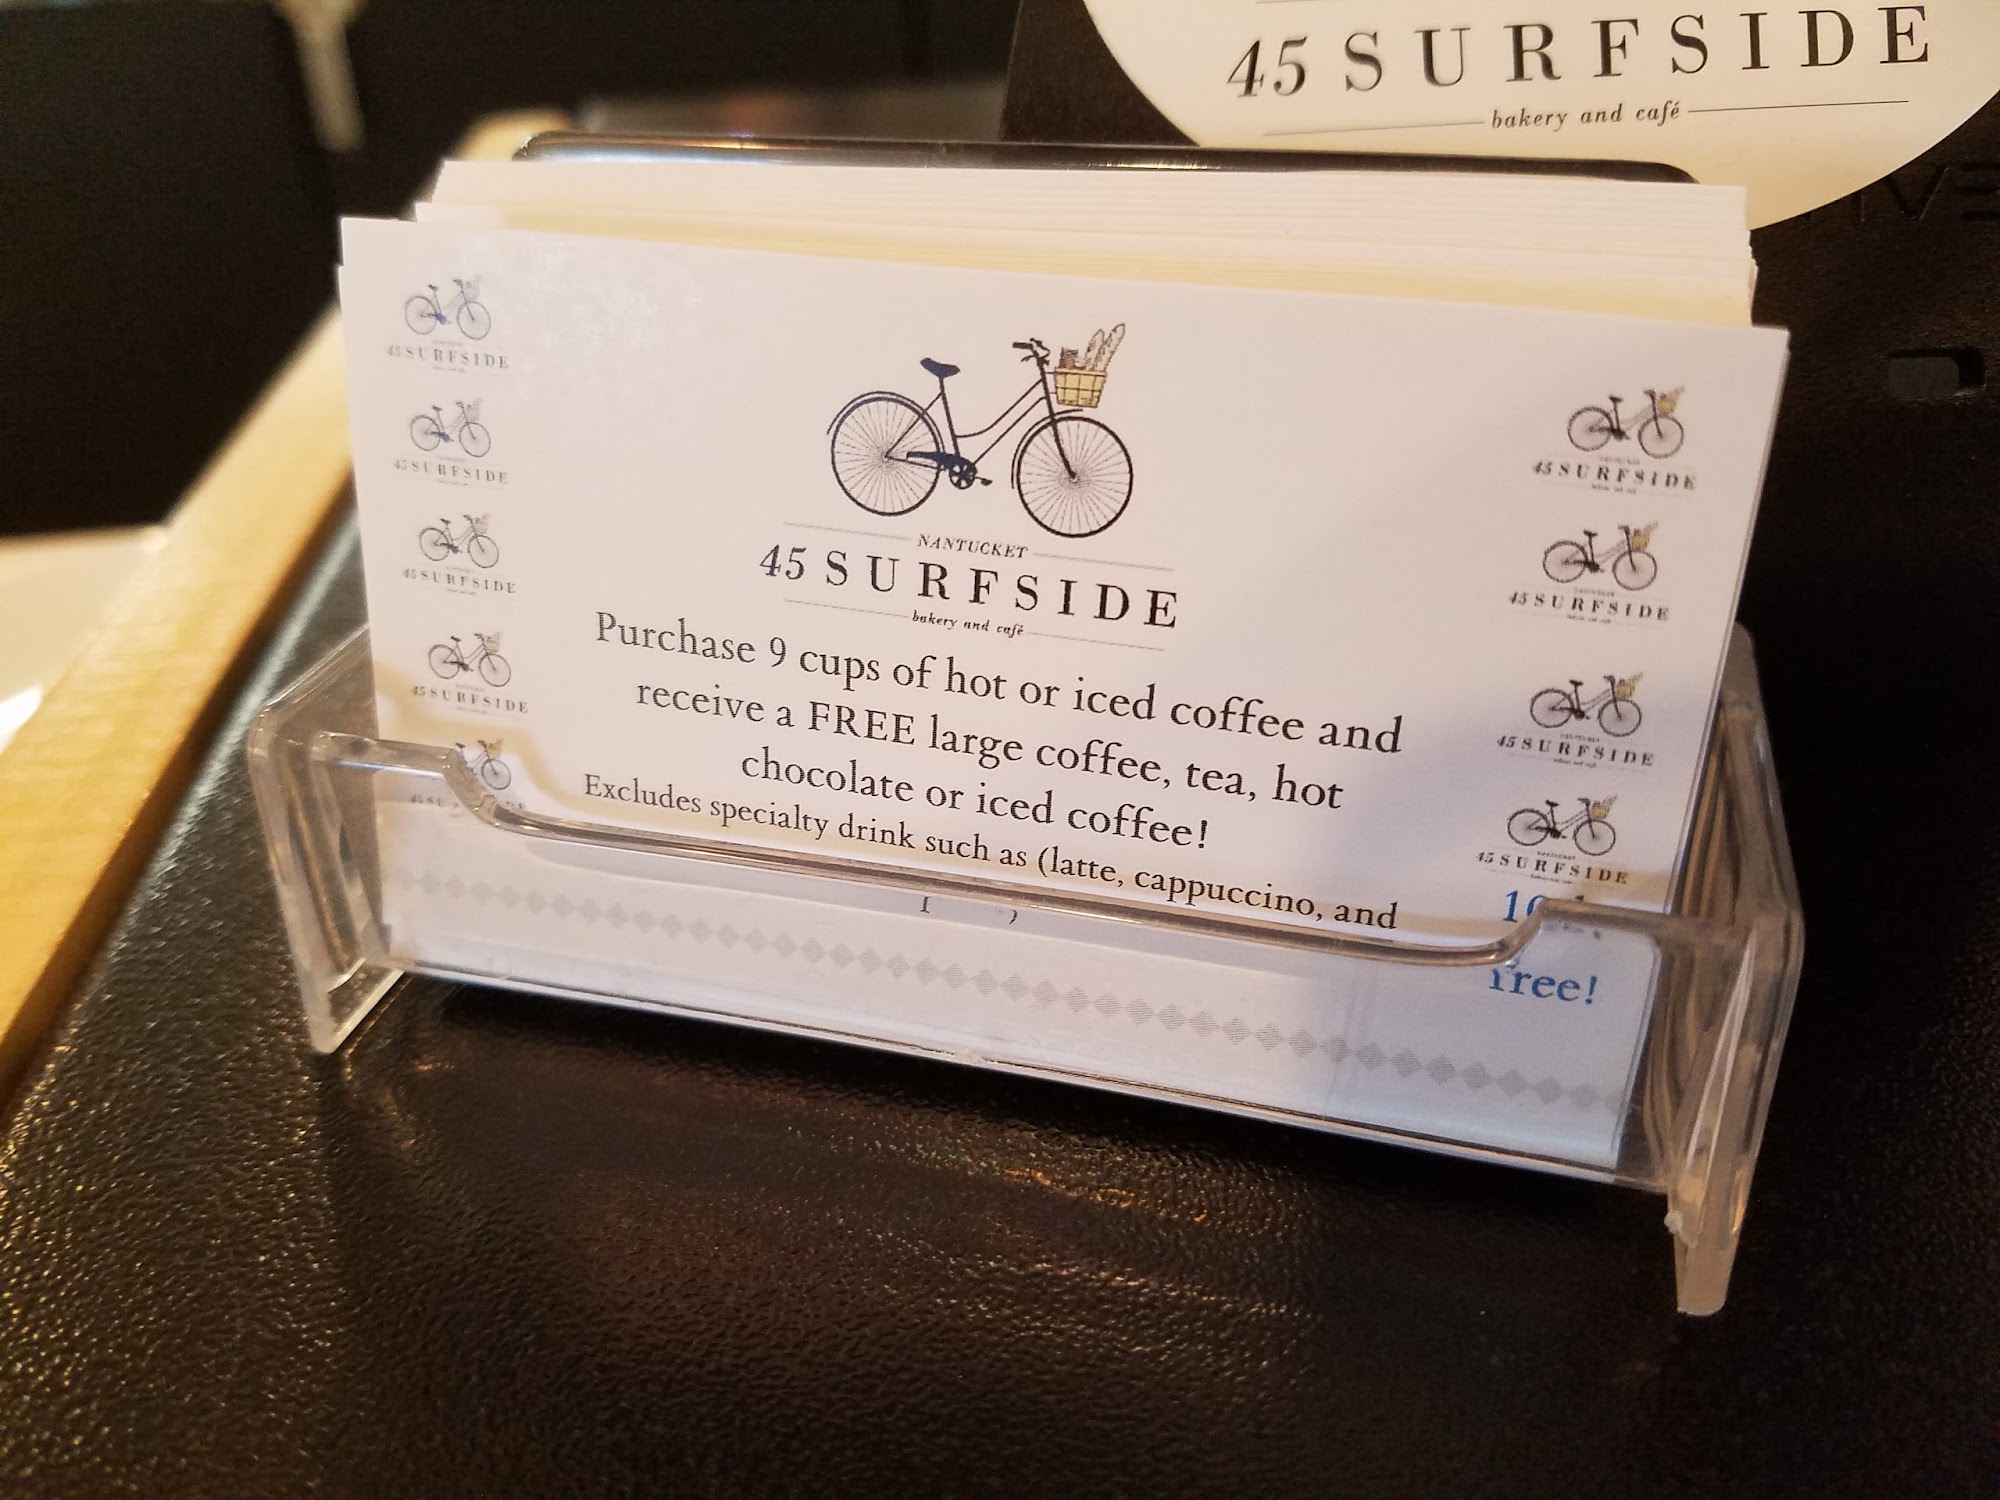 45 SURFSIDE
bakery and café
45 SURFSIDE
45 SURFSIDE
45 SURFSIDE
45 SURFSIDE
NANTUCKET
45 SURFSIDE
bakery and café
Purchase 9 cups of hot or iced coffee and
receive a FREE large coffee, tea, hot
chocolate or iced coffee!
Excludes specialty drink such as (latte, cappuccino, and
45 SURFSIDE
45 SURFSIDE
45 SURFSIDE
45 SURFSIDE
free!